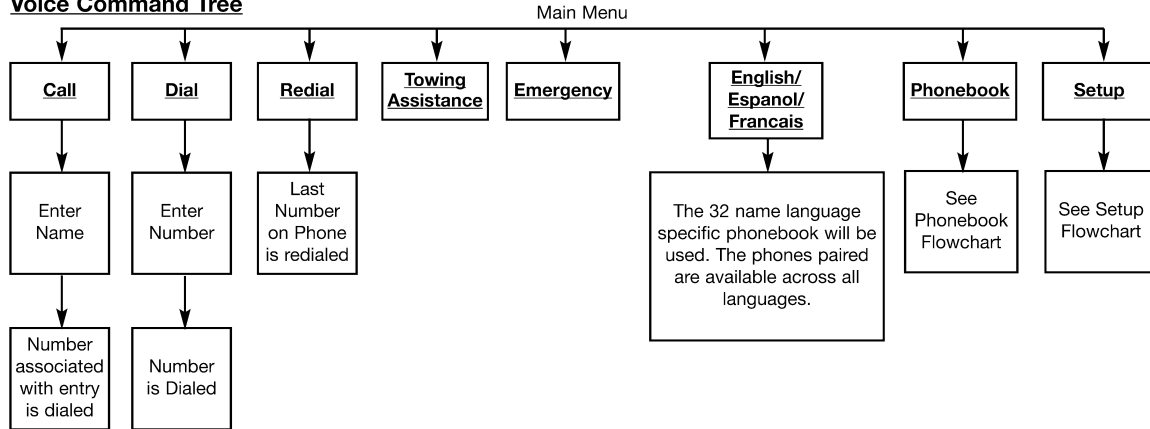 Voice Command Tree
Main Menu
Call
Dial
Redial
Towing
Assistance
Emergency
English/
Espanol/
Francais
Phonebook
Setup
Enter
Name
Enter
Number
Last
Number
on Phone
is redialed
The 32 name language
specific phonebook will be
used. The phones paired
are available across all
languages.
See
Phonebook
Flowchart
See Setup
Flowchart
Number
associated
with entry
is dialed
Number
is Dialed